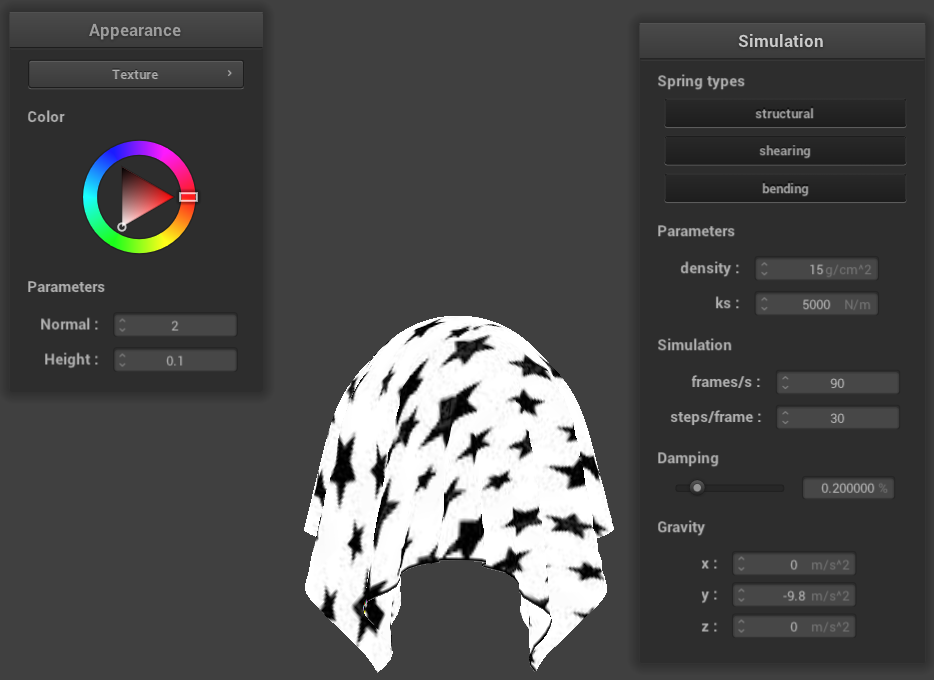 Appearance
Texture ›
Color
Parameters
Normal : 2
Height : 0.1
Simulation
Spring types
structural
shearing
bending
Parameters
density : 15 g/cm^2
ks : 5000 N/m
Simulation
frames/s : 90
steps/frame : 30
Damping
0.200000 %
Gravity
x : 0 m/s^2
y : -9.8 m/s^2
z : 0 m/s^2